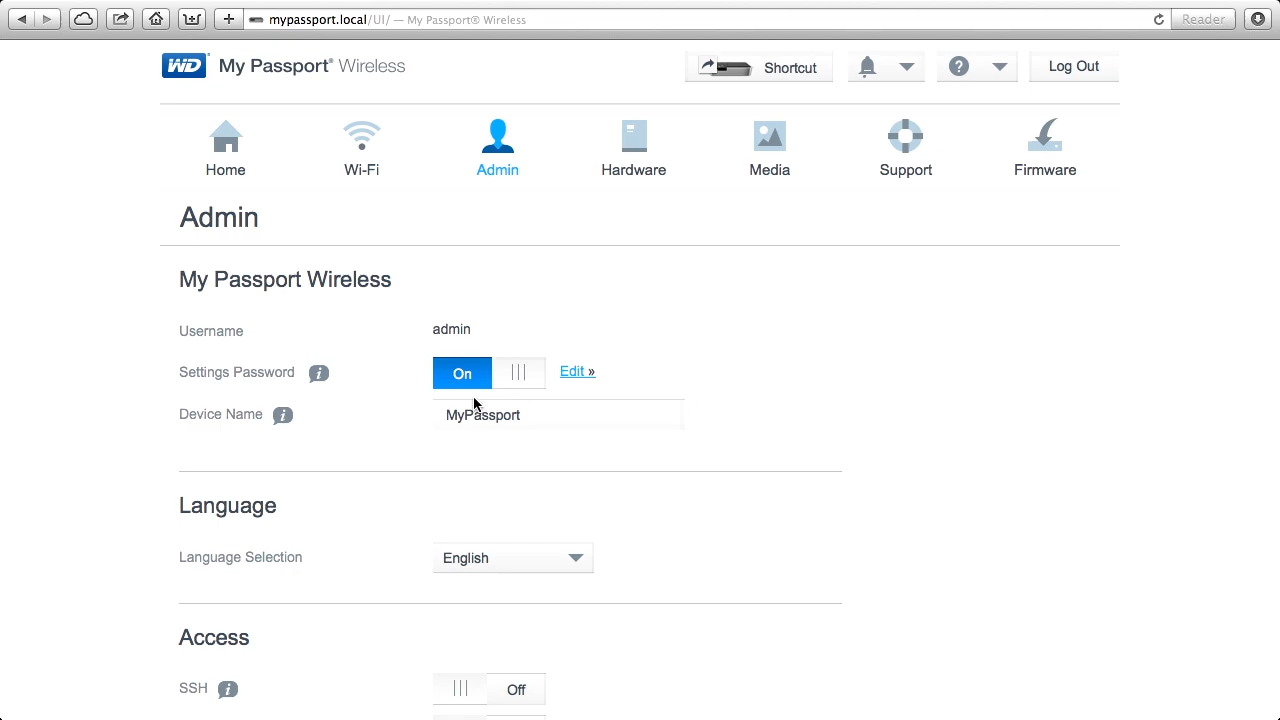 mypassport.local/UI/ — My Passport® Wireless
Reader
WD My Passport® Wireless
Shortcut
Log Out
Home
Wi-Fi
Admin
Hardware
Media
Support
Firmware
Admin
My Passport Wireless
Username
admin
Settings Password
On
Edit »
Device Name
MyPassport
Language
Language Selection
English
Access
SSH
Off